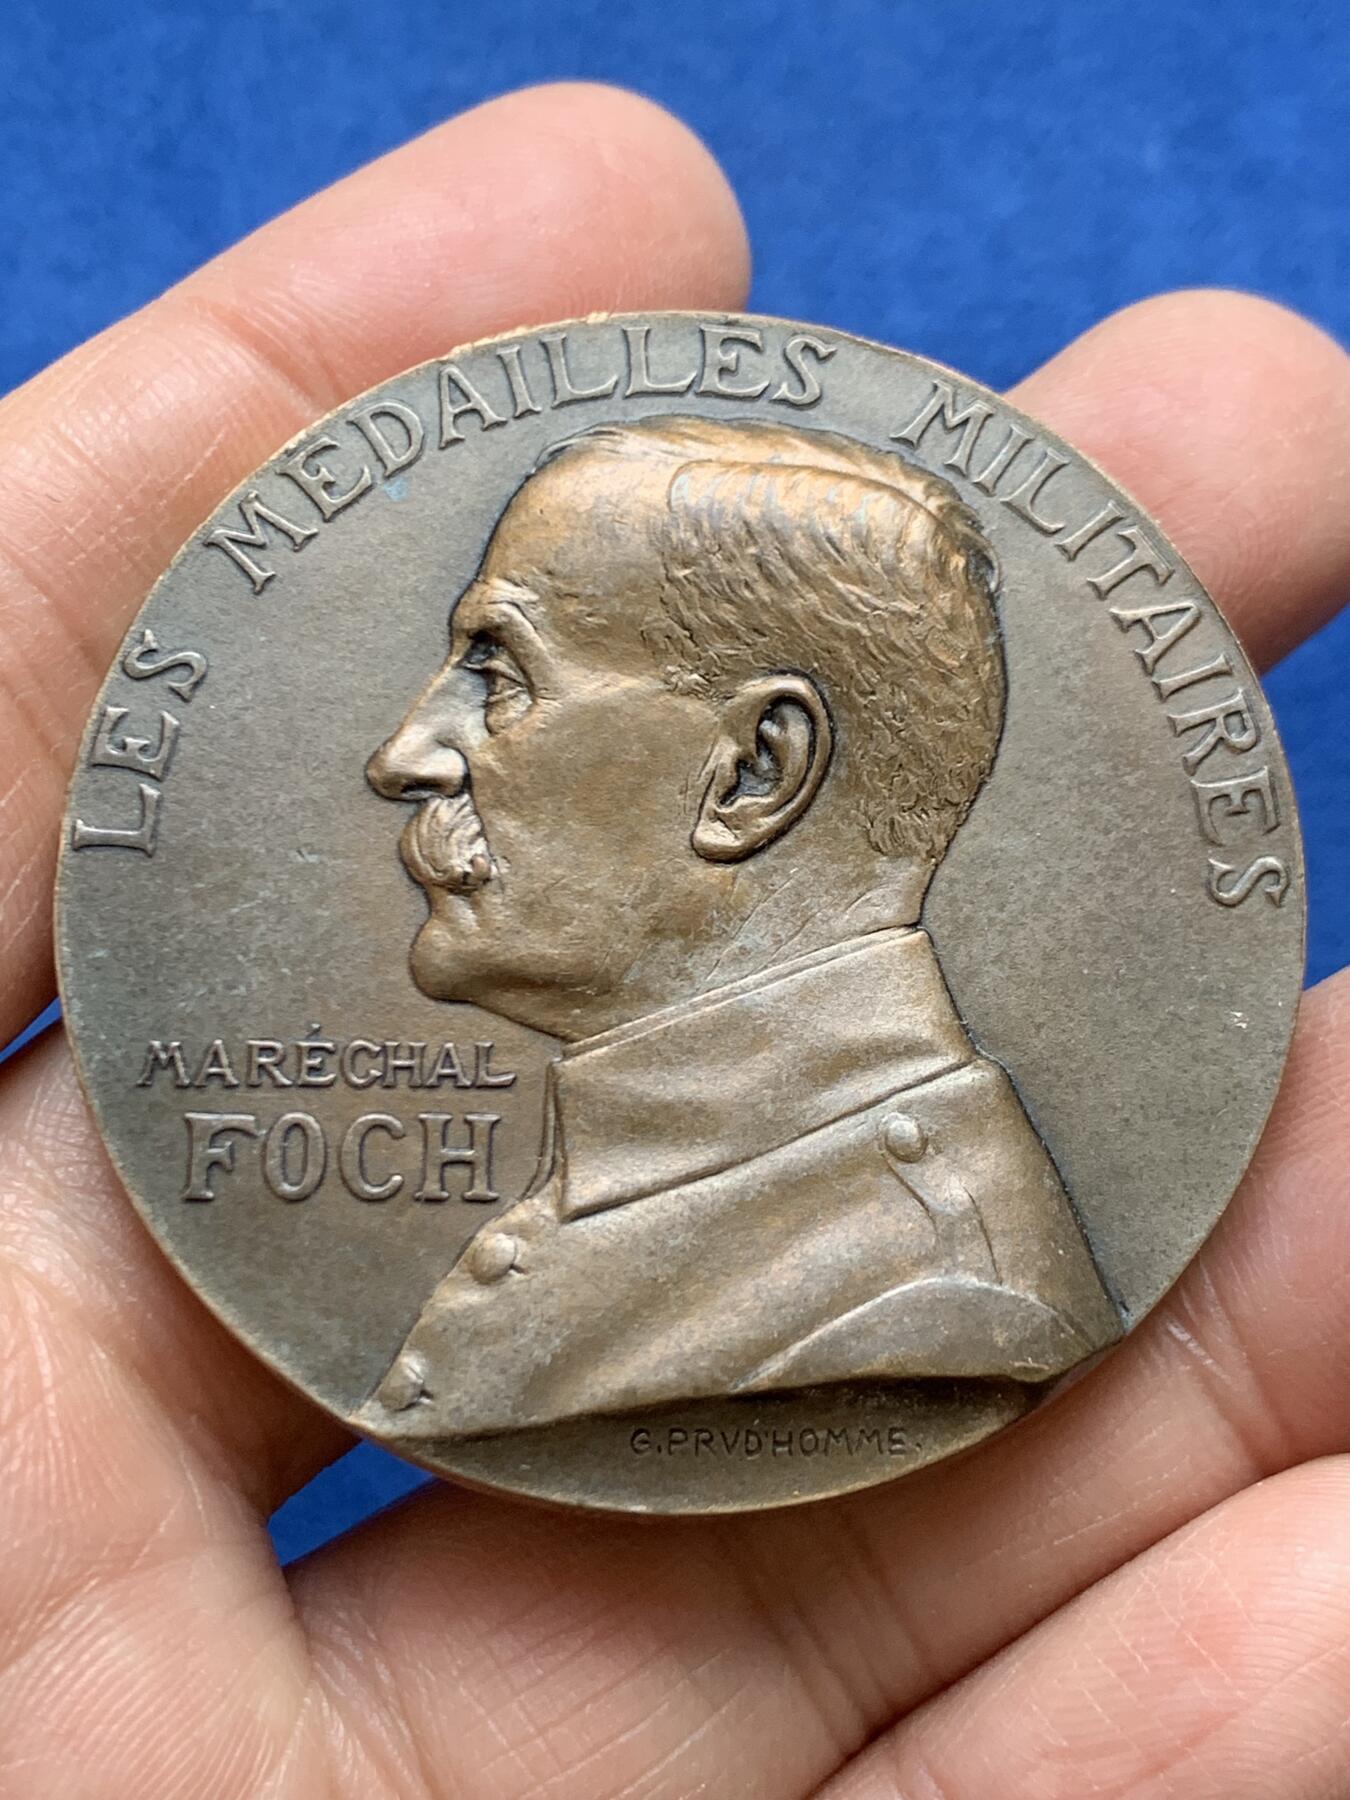 LES MEDAILLES MILITAIRES
MARÉCHAL
FOCH
G.PRVD'HOMME.